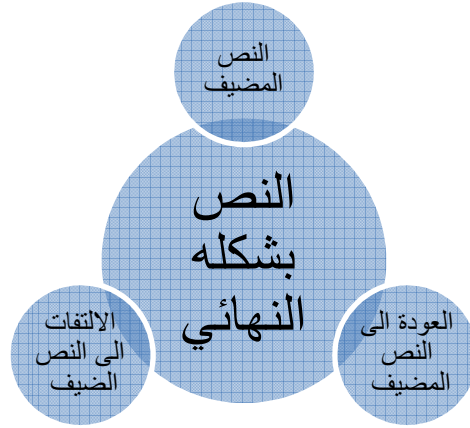 النص
المضيف
النص
بشكله
النهائي
العودة الى
النص
المضيف
الالتفات
الى النص
الضيف